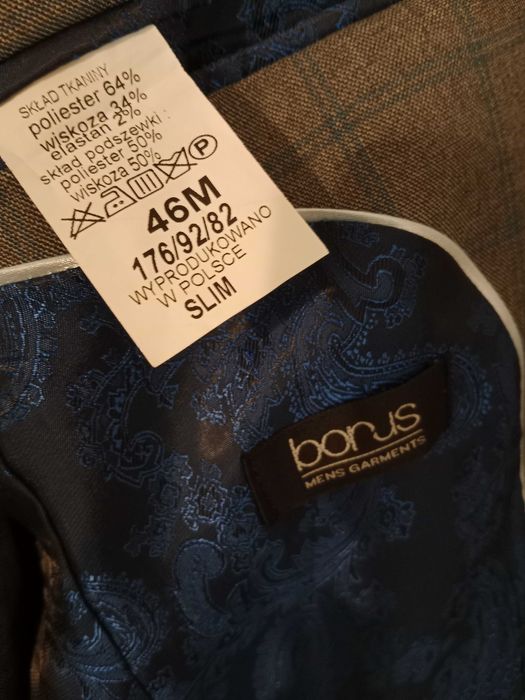 SKŁAD TKANINY
poliester 64%
wiskoza 34%
elastan 2%
skład podszewki:
poliester 50%
wiskoza 50%
P
46M
176/92/82
WYPRODUKOWANO
W POLSCE
SLIM
borus
MENS GARMENTS